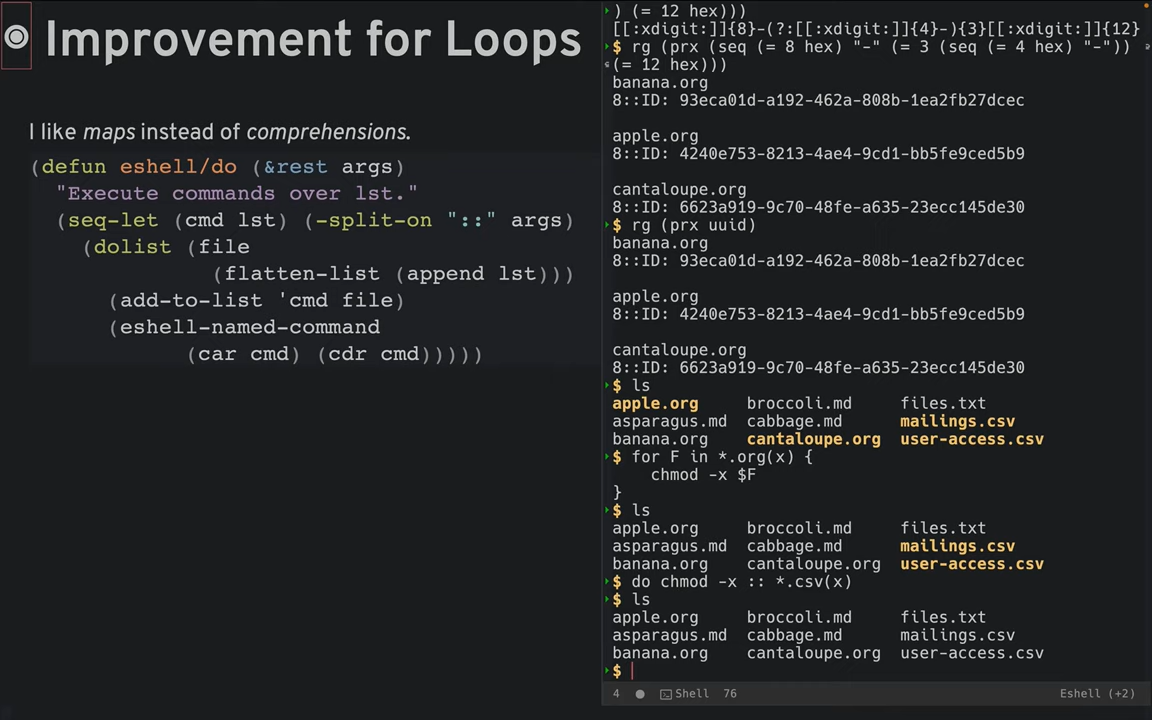 Improvement for Loops
I like maps instead of comprehensions.
(defun eshell/do (&rest args)
"Execute commands over lst."
(seq-let (cmd lst) (-split-on "::" args)
(dolist (file
(flatten-list (append lst)))
(add-to-list 'cmd file)
(eshell-named-command
(car cmd) (cdr cmd)))))
) (= 12 hex)))
[[:xdigit:]]{8}-(?:[[:xdigit:]]{4}-){3}[[:xdigit:]]{12}
$ rg (prx (seq (= 8 hex) "-" (= 3 (seq (= 4 hex) "-"))
(= 12 hex)))
banana.org
8::ID: 93eca01d-a192-462a-808b-1ea2fb27dcec
apple.org
8::ID: 4240e753-8213-4ae4-9cd1-bb5fe9ced5b9
cantaloupe.org
8::ID: 6623a919-9c70-48fe-a635-23ecc145de30
$ rg (prx uuid)
banana.org
8::ID: 93eca01d-a192-462a-808b-1ea2fb27dcec
apple.org
8::ID: 4240e753-8213-4ae4-9cd1-bb5fe9ced5b9
cantaloupe.org
8::ID: 6623a919-9c70-48fe-a635-23ecc145de30
$ ls
apple.org broccoli.md files.txt
asparagus.md cabbage.md mailings.csv
banana.org cantaloupe.org user-access.csv
$ for F in *.org(x) {
chmod -x $F
}
$ ls
apple.org broccoli.md files.txt
asparagus.md cabbage.md mailings.csv
banana.org cantaloupe.org user-access.csv
$ do chmod -x :: *.csv(x)
$ ls
apple.org broccoli.md files.txt
asparagus.md cabbage.md mailings.csv
banana.org cantaloupe.org user-access.csv
$
4 Shell 76 Eshell (+2)